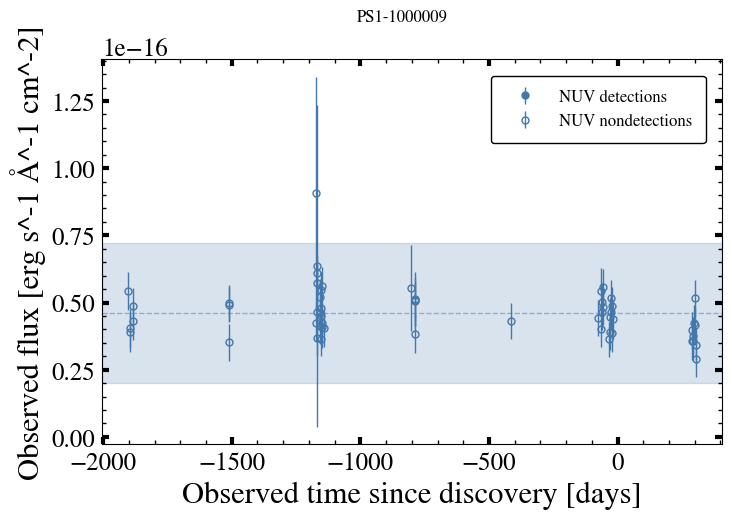 PS1-1000009
1e−16
NUV detections
NUV nondetections
1.25
1.00
0.75
0.50
0.25
0.00
−2000
−1500
−1000
−500
0
Observed flux [erg s^-1 Å^-1 cm^-2]
Observed time since discovery [days]